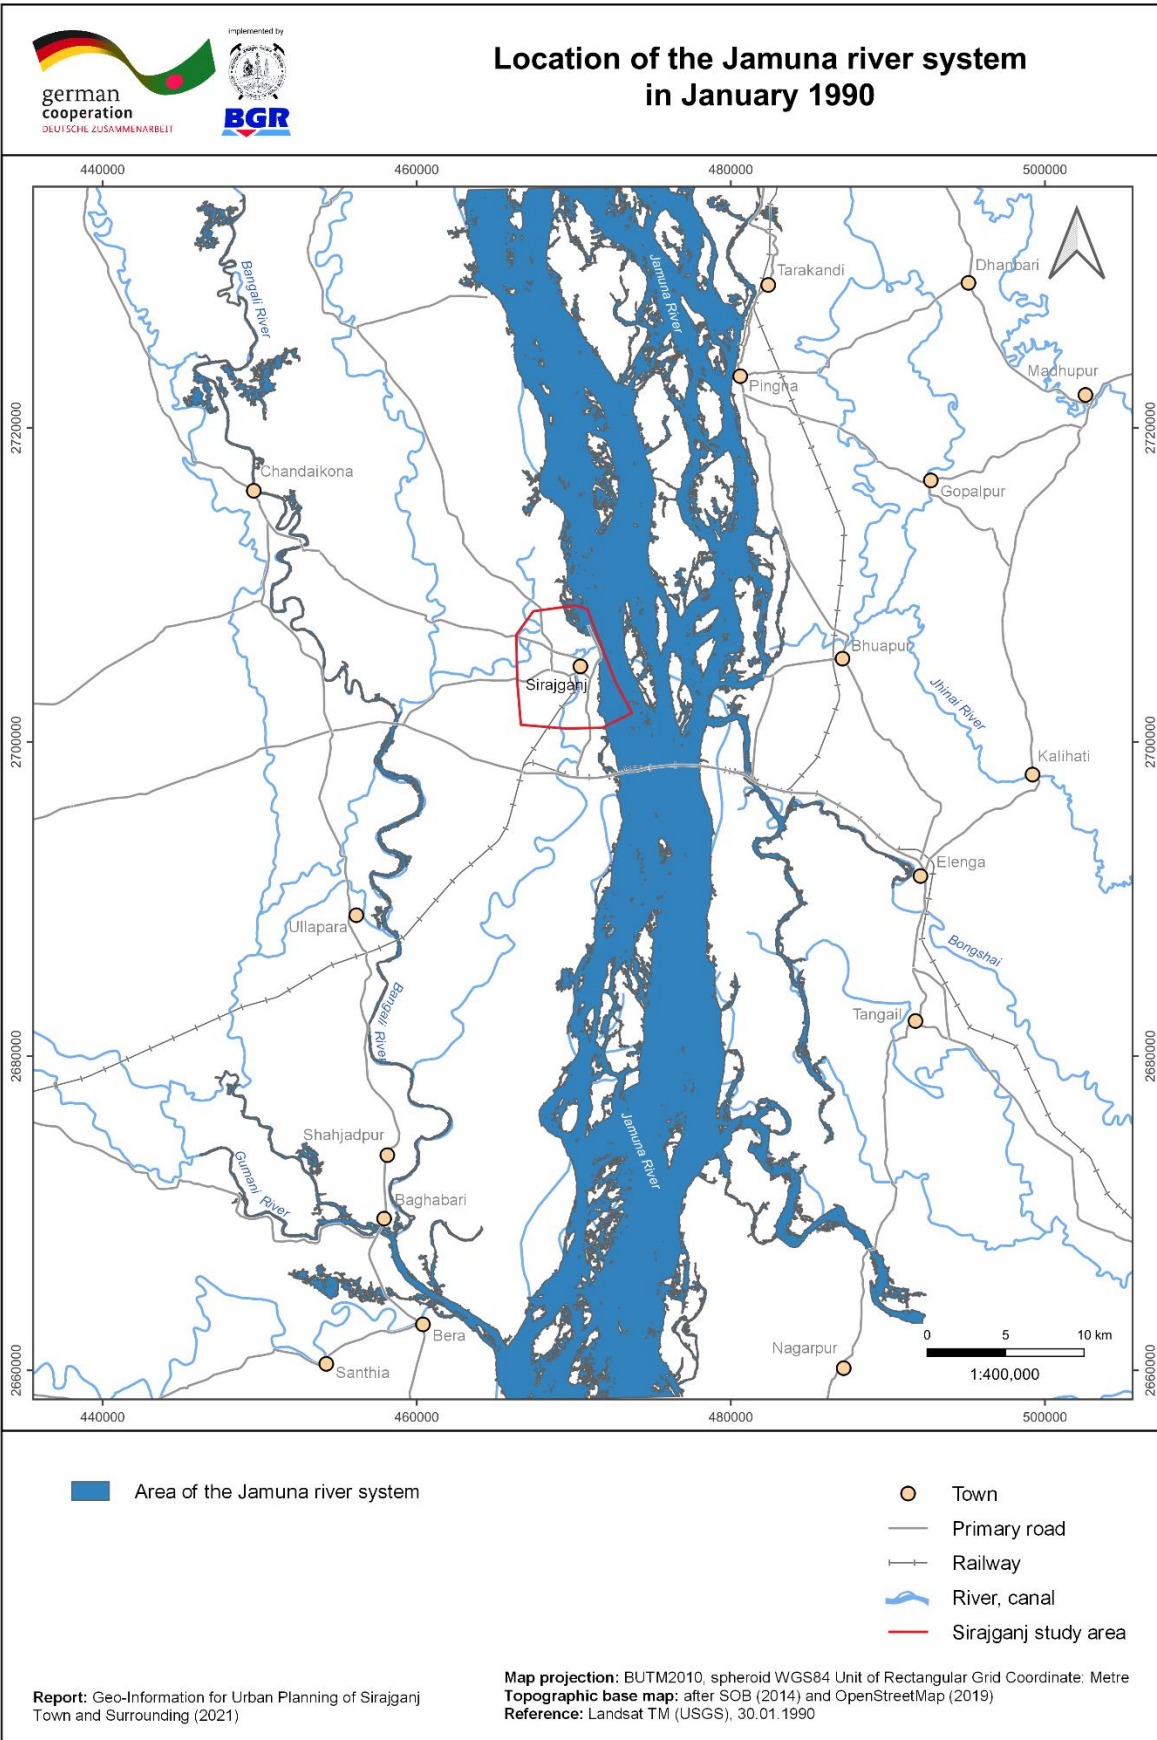 implemented by
german
cooperation
DEUTSCHE ZUSAMMENARBEIT
BGR
Location of the Jamuna river system
in January 1990
440000
460000
480000
500000
2720000
2700000
2680000
2660000
2720000
2700000
2680000
2660000
Bangali River
Jamuna River
Tarakandi
Dhanbari
Pingna
Madhupur
Chandaikona
Gopalpur
Sirajganj
Bhuapur
Jhinai River
Kalihati
Elenga
Ullapara
Bongshai
Bangali River
Tangail
Jamuna River
Shahjadpur
Gumani River
Baghabari
Bera
Santhia
Nagarpur
0 5 10 km
1:400,000
440000
460000
480000
500000
Area of the Jamuna river system
Town
Primary road
Railway
River, canal
Sirajganj study area
Report: Geo-Information for Urban Planning of Sirajganj
Town and Surrounding (2021)
Map projection: BUTM2010, spheroid WGS84 Unit of Rectangular Grid Coordinate: Metre
Topographic base map: after SOB (2014) and OpenStreetMap (2019)
Reference: Landsat TM (USGS), 30.01.1990